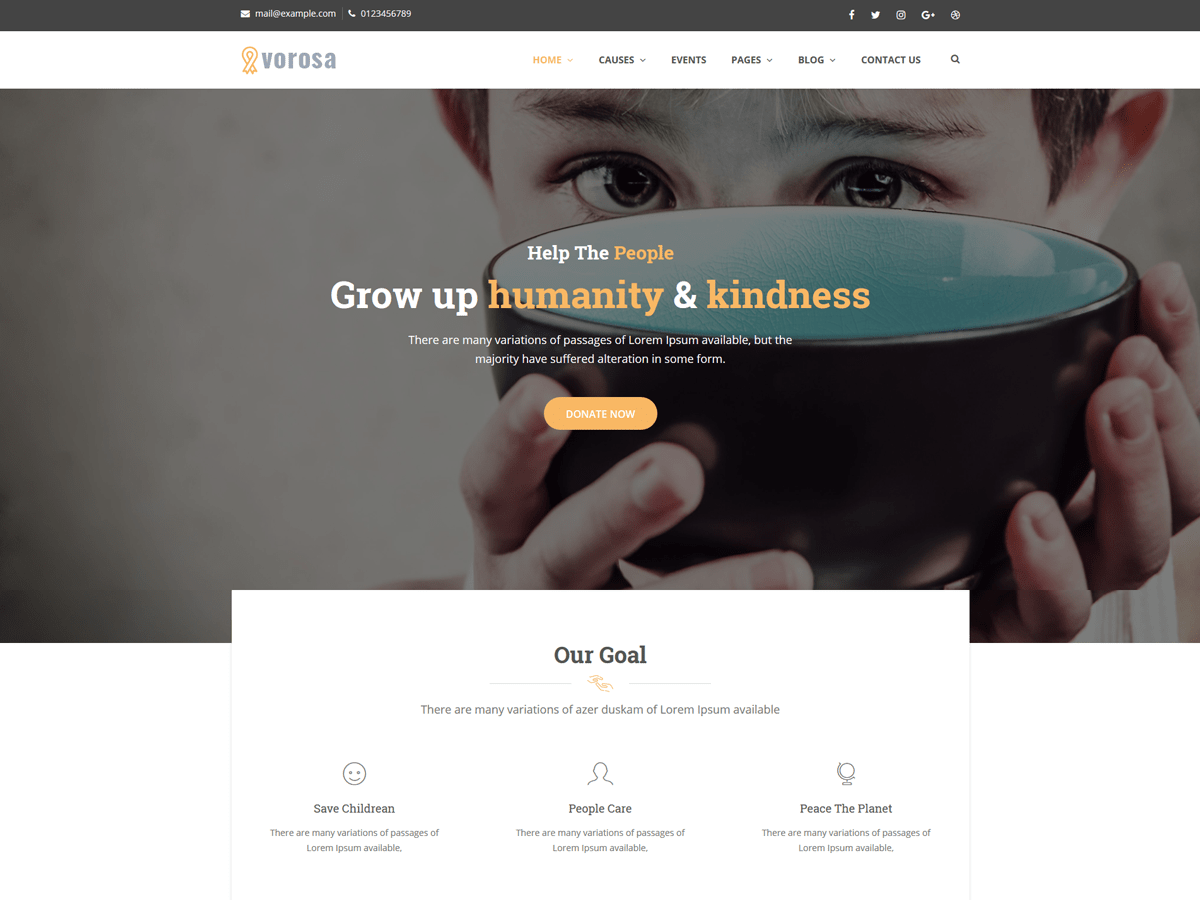 mail@example.com 0123456789
vorosa
HOME CAUSES EVENTS PAGES BLOG CONTACT US
Help The People
Grow up humanity & kindness
There are many variations of passages of Lorem Ipsum available, but the
majority have suffered alteration in some form.
DONATE NOW
Our Goal
There are many variations of azer duskam of Lorem Ipsum available
Save Childrean
There are many variations of passages of
Lorem Ipsum available,
People Care
There are many variations of passages of
Lorem Ipsum available,
Peace The Planet
There are many variations of passages of
Lorem Ipsum available,